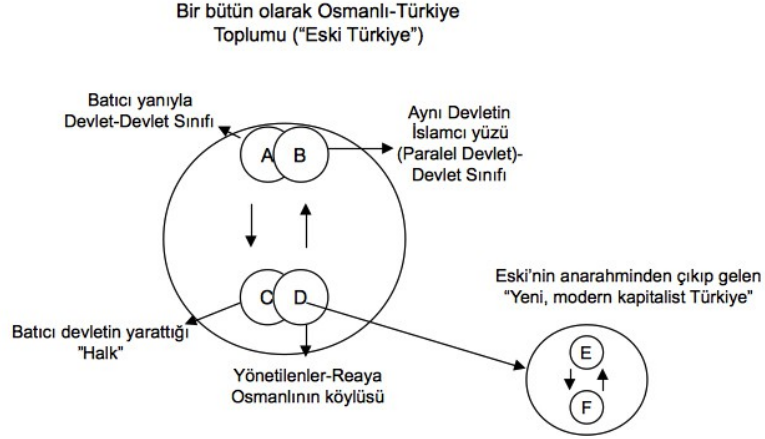 Bir bütün olarak Osmanlı-Türkiye
Toplumu (“Eski Türkiye”)
Batıcı yanıyla
Devlet-Devlet Sınıfı
Aynı Devletin
İslamcı yüzü
(Paralel Devlet)-
Devlet Sınıfı
A
B
C
D
Batıcı devletin yarattığı
"Halk"
Yönetilenler-Reaya
Osmanlının köylüsü
Eski’nin anarahminden çıkıp gelen
“Yeni, modern kapitalist Türkiye”
E
F